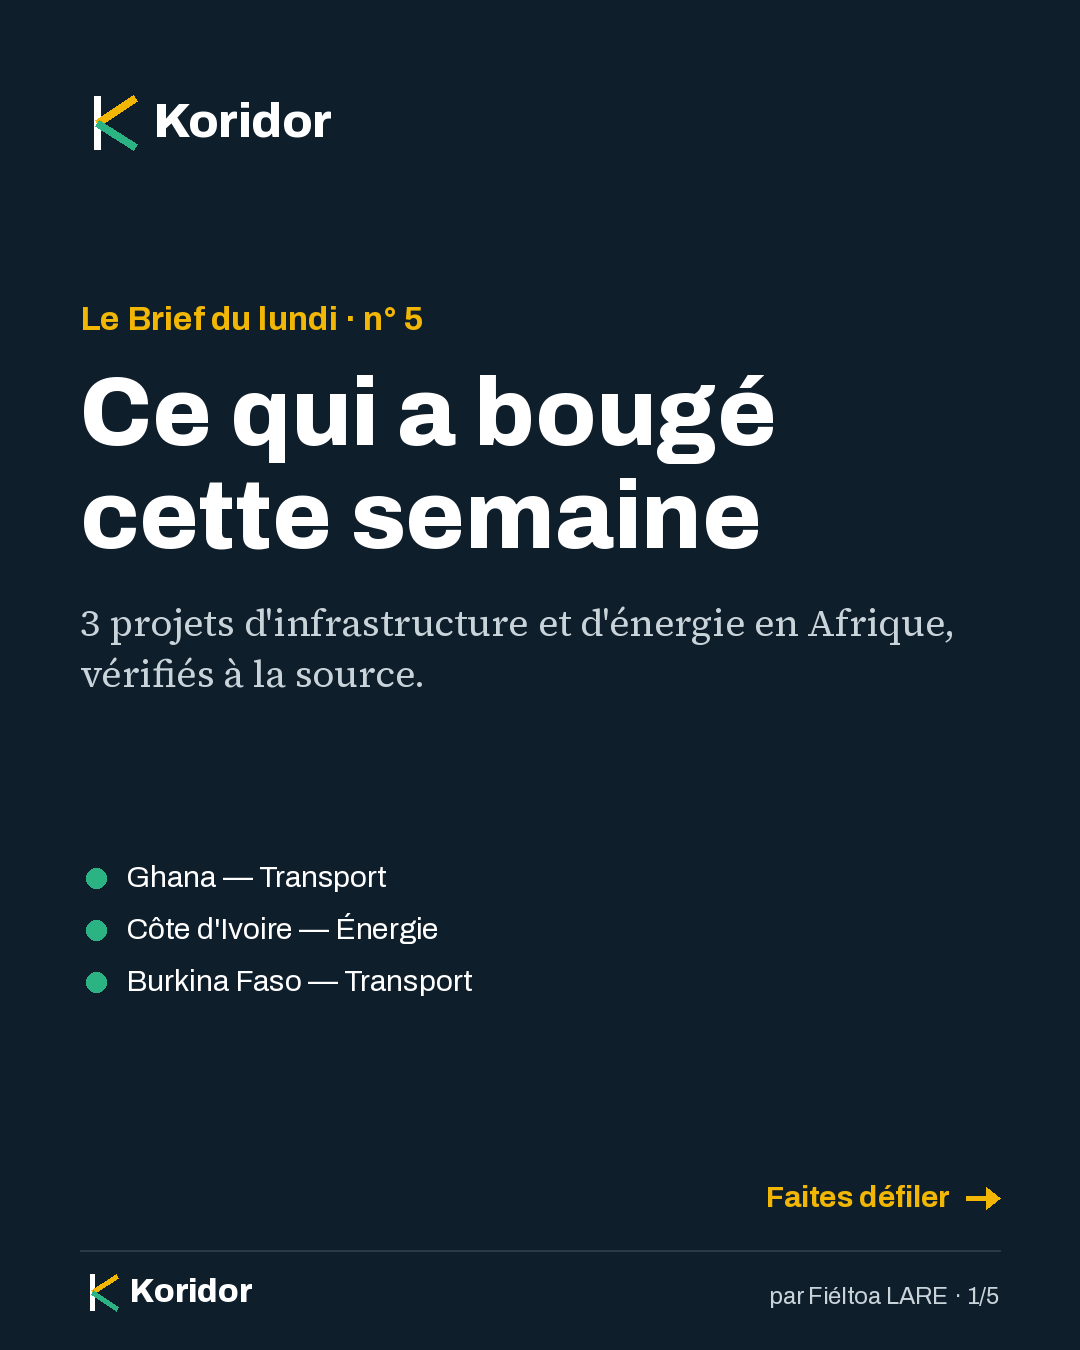 Koridor
Le Brief du lundi · n° 5
Ce qui a bougé
cette semaine
3 projets d'infrastructure et d'énergie en Afrique,
vérifiés à la source.
Ghana — Transport
Côte d'Ivoire — Énergie
Burkina Faso — Transport
Faites défiler
Koridor
par Fiéltoa LARE · 1/5